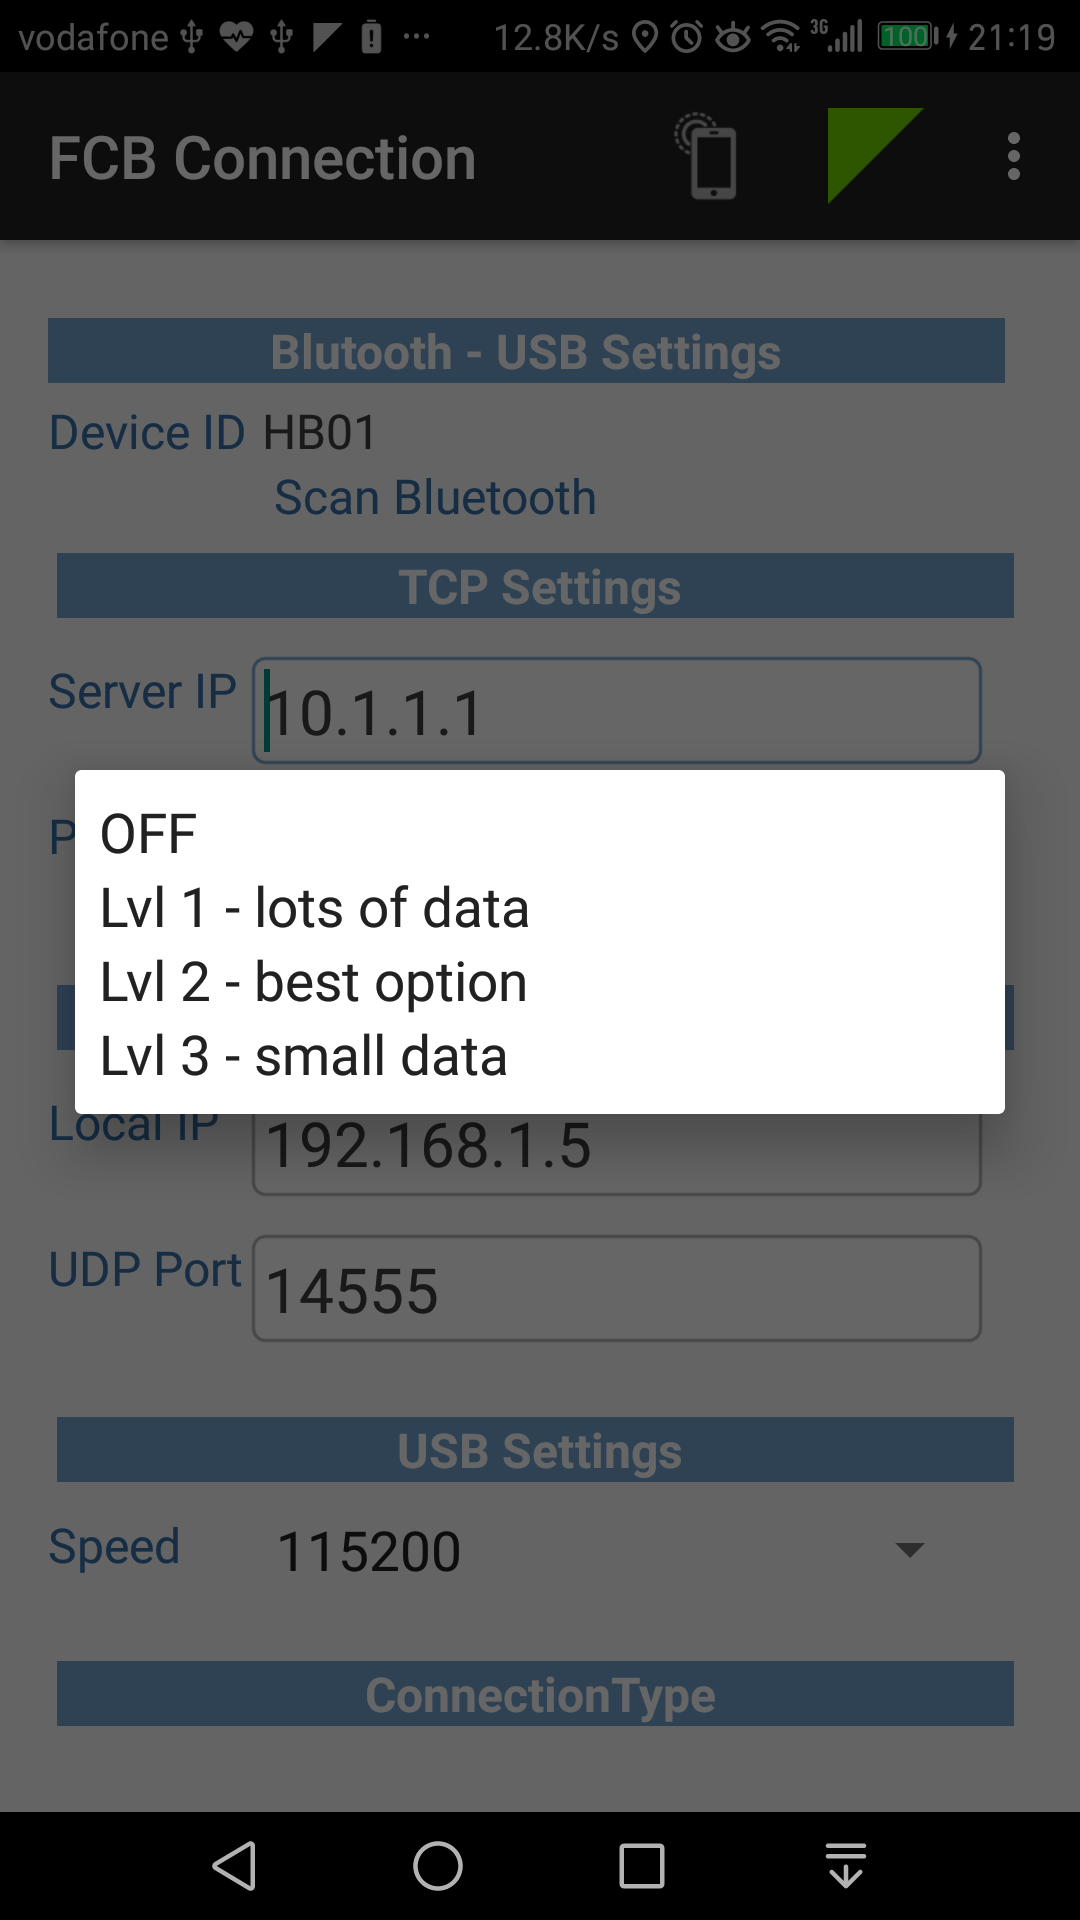 vodafone 12.8K/s 3G 100 21:19
FCB Connection
Blutooth - USB Settings
Device ID HB01
Scan Bluetooth
TCP Settings
Server IP 10.1.1.1
P
OFF
Lvl 1 - lots of data
Lvl 2 - best option
Lvl 3 - small data
Local IP 192.168.1.5
UDP Port 14555
USB Settings
Speed 115200
ConnectionType